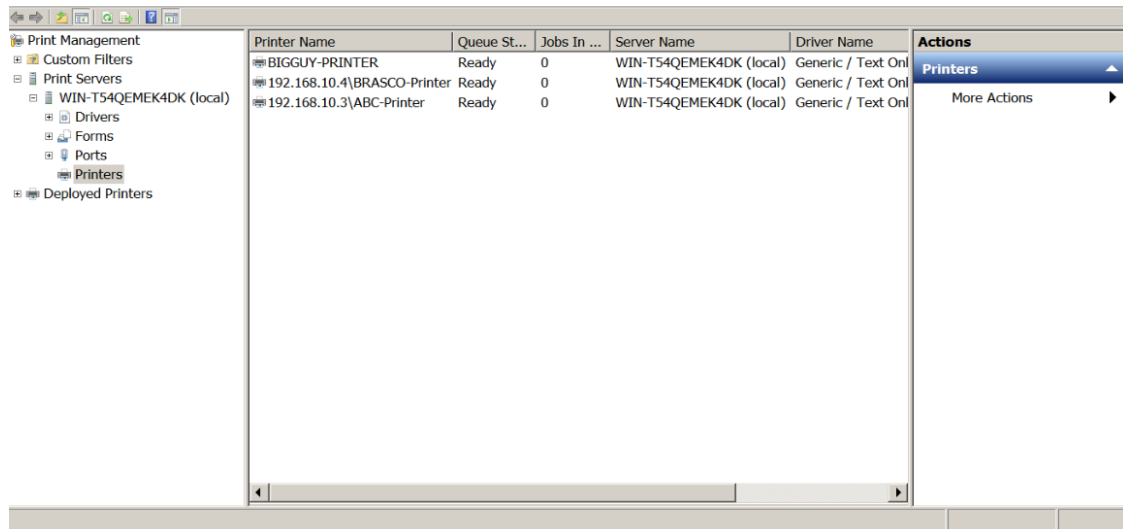 Print Management
Custom Filters
Print Servers
WIN-T54QEMEK4DK (local)
Drivers
Forms
Ports
Printers
Deployed Printers
Printer Name Queue St... Jobs In ... Server Name Driver Name
BIGGUY-PRINTER Ready 0 WIN-T54QEMEK4DK (local) Generic / Text Onl
192.168.10.4\BRASCO-Printer Ready 0 WIN-T54QEMEK4DK (local) Generic / Text Onl
192.168.10.3\ABC-Printer Ready 0 WIN-T54QEMEK4DK (local) Generic / Text Onl
Actions
Printers
More Actions